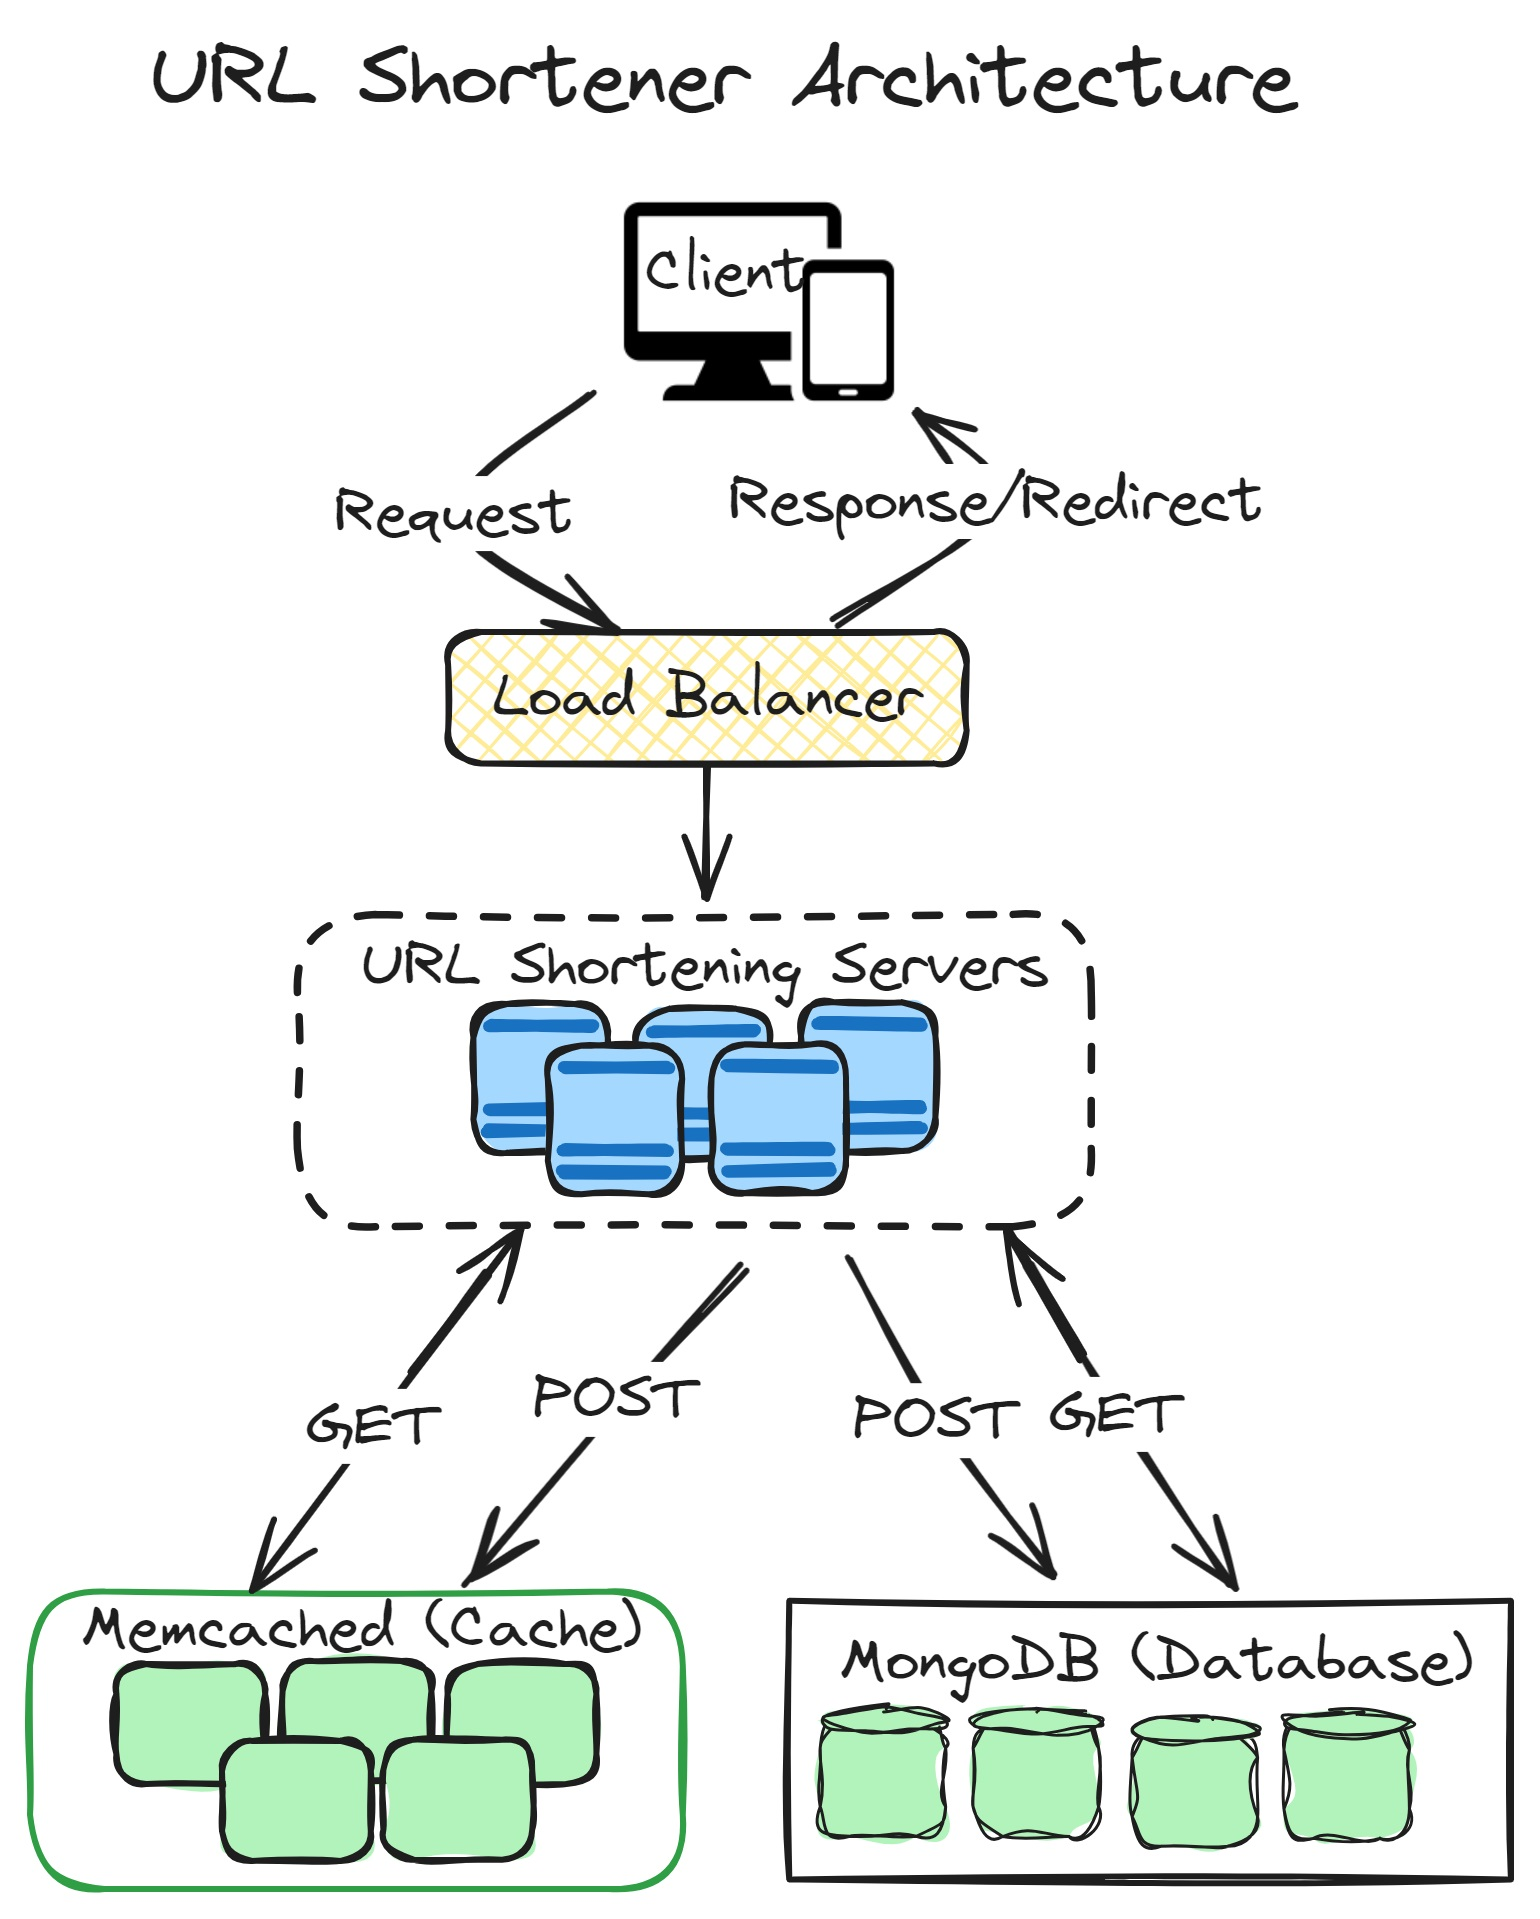 URL Shortener Architecture
Client
Request
Response/Redirect
Load Balancer
URL Shortening Servers
GET
POST
POST
GET
Memcached (Cache)
MongoDB (Database)